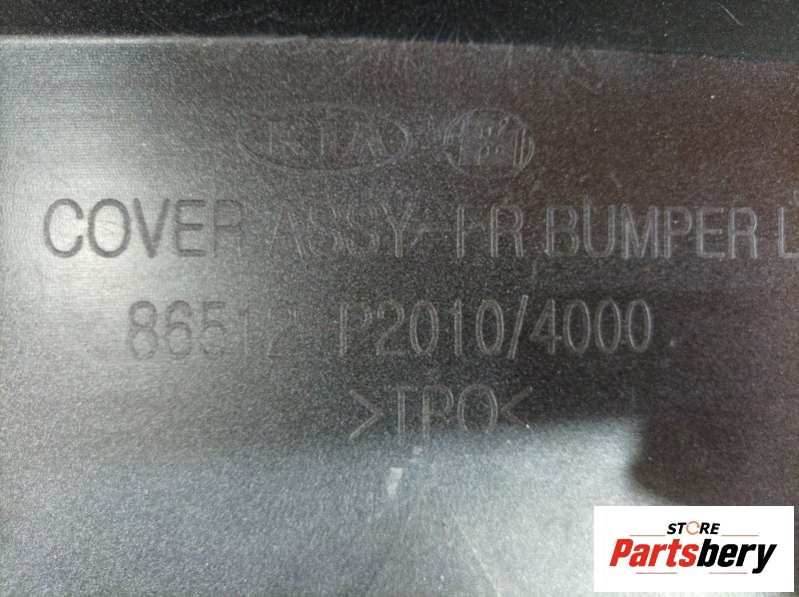 KIA
COVER ASSY-FR BUMPER L
86512 P2010/4000
>TPO<
STORE
Partsbery